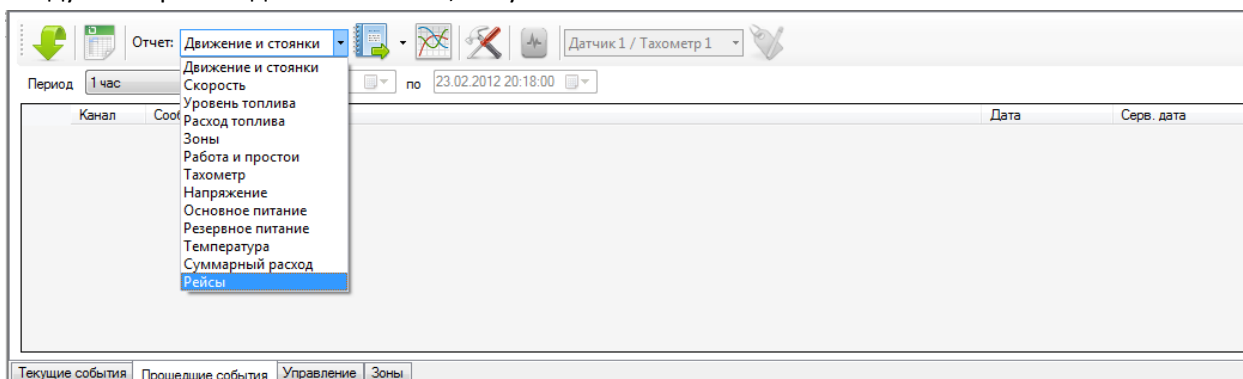 Отчет: Движение и стоянки Датчик 1 / Тахометр 1
Движение и стоянки
Период 1 час Скорость по 23.02.2012 20:18:00
Уровень топлива
Канал Расход топлива Дата Серв. дата
Зоны
Работа и простои
Тахометр
Напряжение
Основное питание
Резервное питание
Температура
Суммарный расход
Рейсы
Текущие события Прошедшие события Управление Зоны